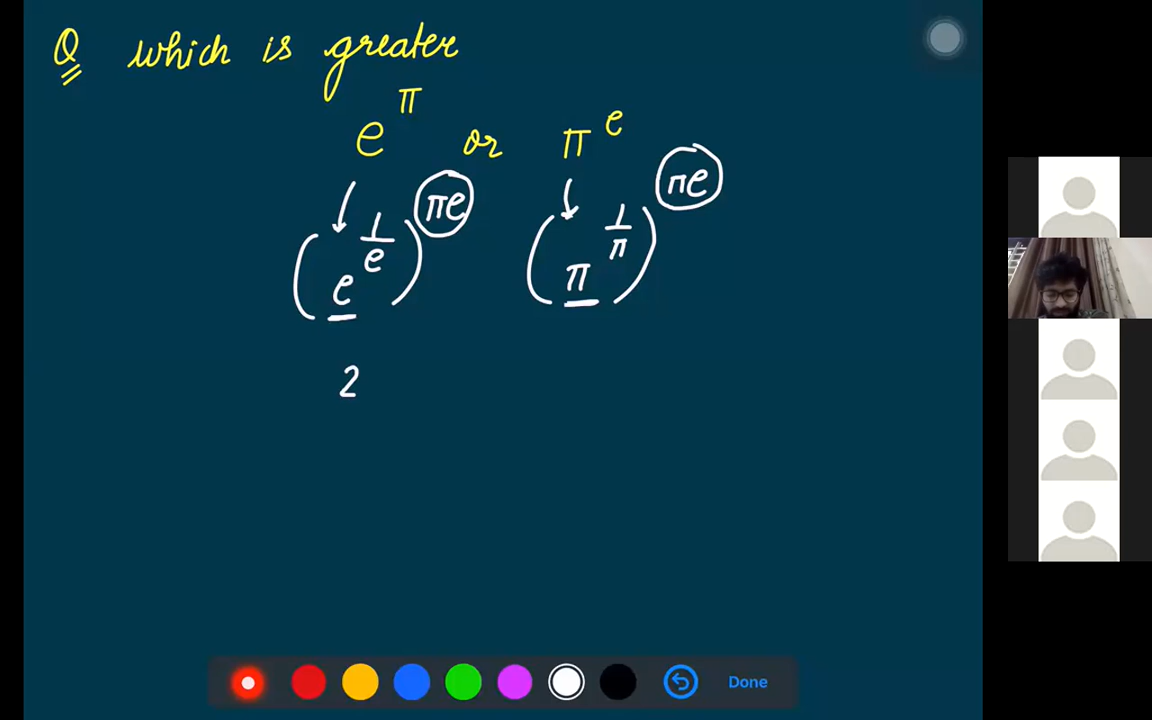 Q which is greater
e^π or π^e
(e^(1/e))^πe (π^(1/π))^πe
2
Done